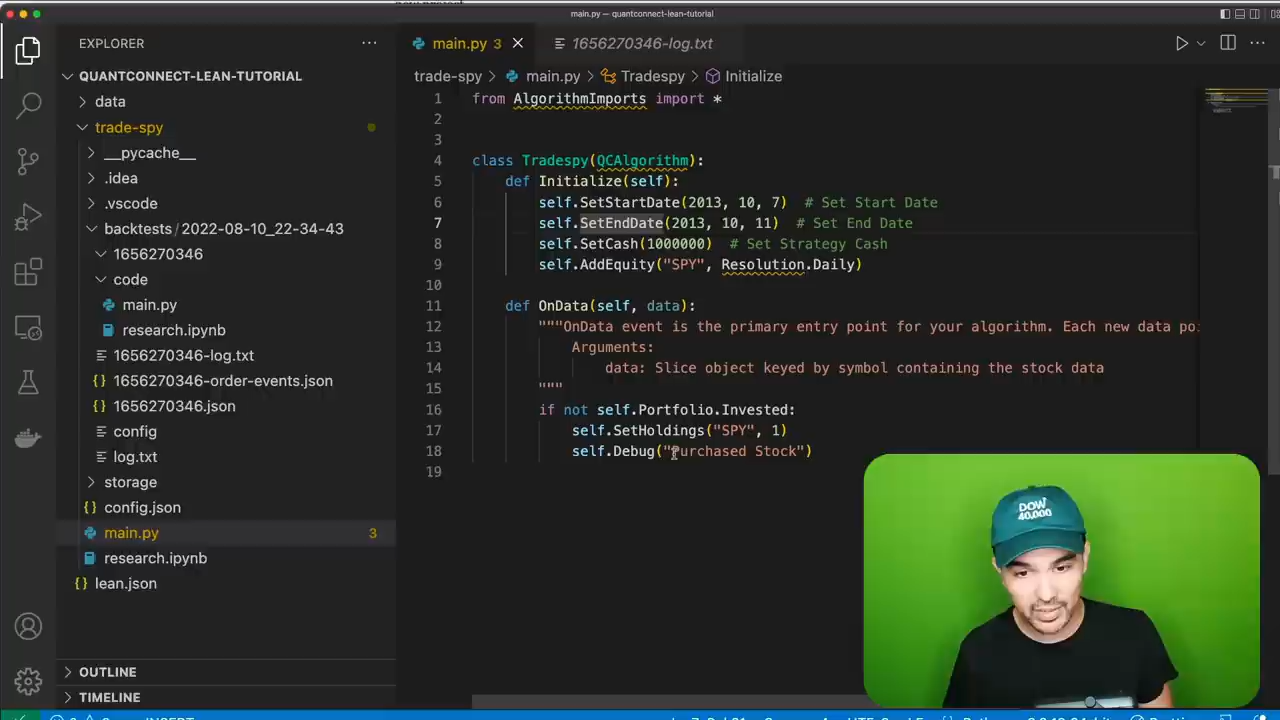 main.py — quantconnect-lean-tutorial
EXPLORER
QUANTCONNECT-LEAN-TUTORIAL
data
trade-spy
__pycache__
.idea
.vscode
backtests / 2022-08-10_22-34-43
1656270346
code
main.py
research.ipynb
1656270346-log.txt
1656270346-order-events.json
1656270346.json
config
log.txt
storage
config.json
main.py 3
research.ipynb
lean.json
OUTLINE
TIMELINE
main.py 3
1656270346-log.txt
trade-spy > main.py > Tradespy > Initialize
1 from AlgorithmImports import *
2
3
4 class Tradespy(QCAlgorithm):
5 def Initialize(self):
6 self.SetStartDate(2013, 10, 7) # Set Start Date
7 self.SetEndDate(2013, 10, 11) # Set End Date
8 self.SetCash(1000000) # Set Strategy Cash
9 self.AddEquity("SPY", Resolution.Daily)
10
11 def OnData(self, data):
12 """OnData event is the primary entry point for your algorithm. Each new data poi
13 Arguments:
14 data: Slice object keyed by symbol containing the stock data
15 """
16 if not self.Portfolio.Invested:
17 self.SetHoldings("SPY", 1)
18 self.Debug("Purchased Stock")
19
DOW
40,000